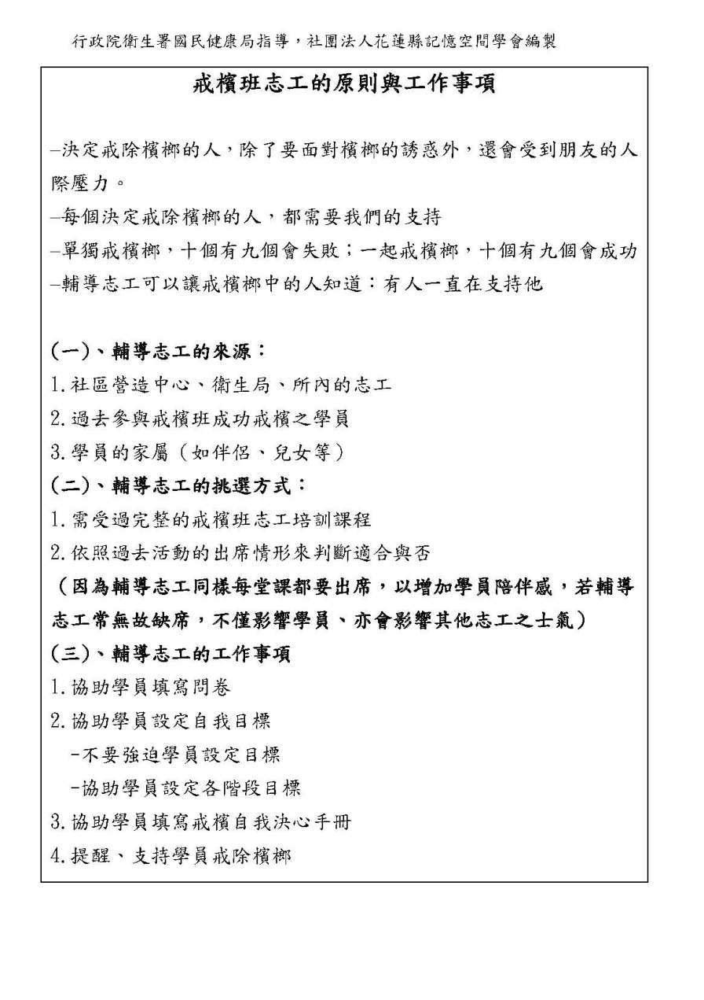 行政院衛生署國民健康局指導，社團法人花蓮縣記憶空間學會編製
戒檳班志工的原則與工作事項
–決定戒除檳榔的人，除了要面對檳榔的誘惑外，還會受到朋友的人
際壓力。
–每個決定戒除檳榔的人，都需要我們的支持
–單獨戒檳榔，十個有九個會失敗；一起戒檳榔，十個有九個會成功
–輔導志工可以讓戒檳榔中的人知道：有人一直在支持他
(一)、輔導志工的來源：
1.社區營造中心、衛生局、所內的志工
2.過去參與戒檳班成功戒檳之學員
3.學員的家屬（如伴侶、兒女等）
(二)、輔導志工的挑選方式：
1.需受過完整的戒檳班志工培訓課程
2.依照過去活動的出席情形來判斷適合與否
（因為輔導志工同樣每堂課都要出席，以增加學員陪伴感，若輔導
志工常無故缺席，不僅影響學員、亦會影響其他志工之士氣）
(三)、輔導志工的工作事項
1.協助學員填寫問卷
2.協助學員設定自我目標
-不要強迫學員設定目標
-協助學員設定各階段目標
3.協助學員填寫戒檳自我決心手冊
4.提醒、支持學員戒除檳榔